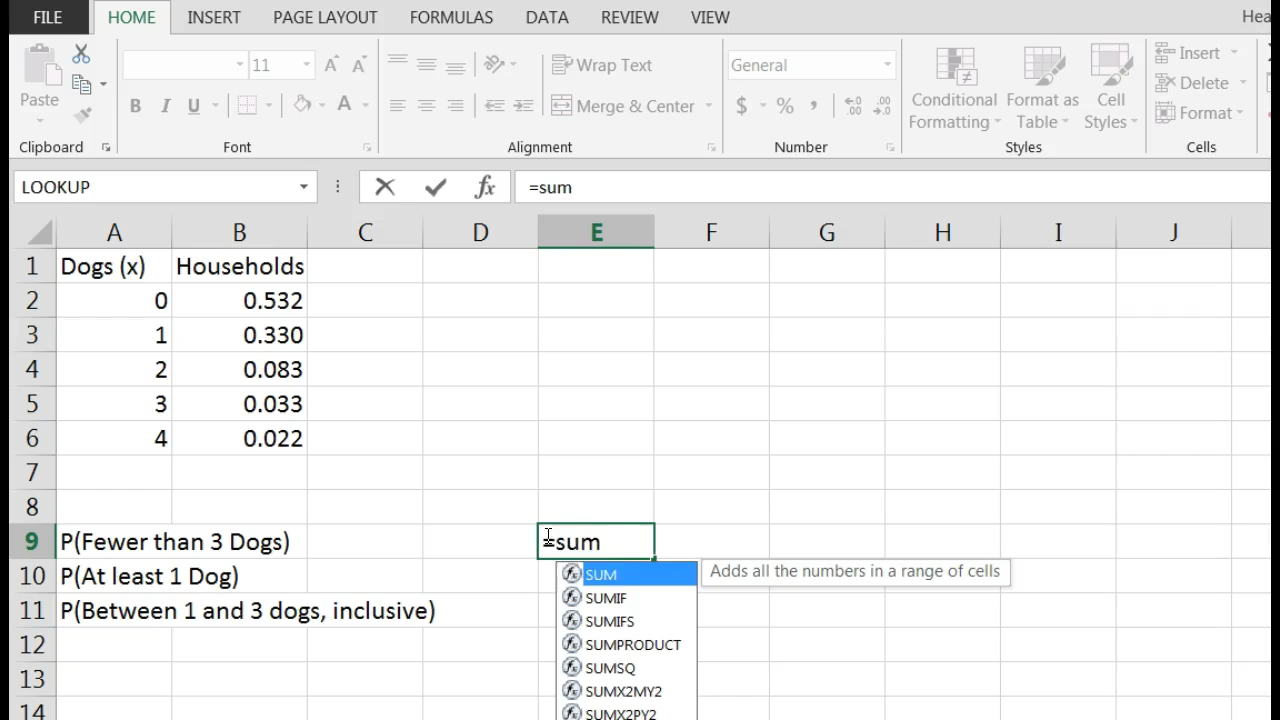 FILE HOME INSERT PAGE LAYOUT FORMULAS DATA REVIEW VIEW
11 Wrap Text General Insert
Paste B I U A Merge & Center $ % Conditional Formatting Format as Table Cell Styles Delete
Format
Clipboard Font Alignment Number Styles Cells
LOOKUP fx =sum
A B C D E F G H I J
1 Dogs (x) Households
2 0 0.532
3 1 0.330
4 2 0.083
5 3 0.033
6 4 0.022
7
8
9 P(Fewer than 3 Dogs) =sum
SUM Adds all the numbers in a range of cells
10 P(At least 1 Dog)
SUMIF
11 P(Between 1 and 3 dogs, inclusive) SUMIFS
12 SUMPRODUCT
13 SUMSQ
SUMX2MY2
14 SUMX2PY2